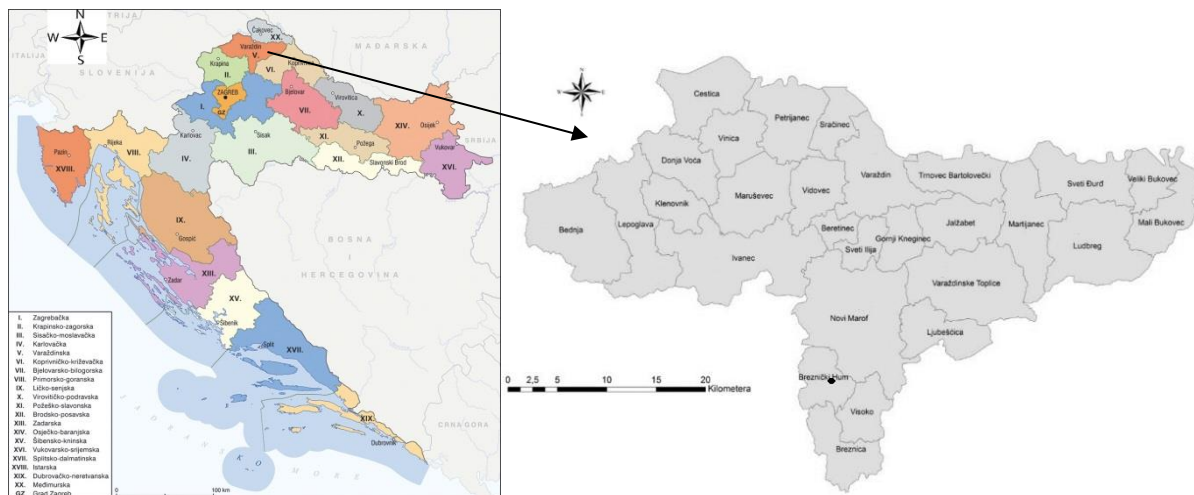 N
W E
S
ITALIJA
SLOVENIJA
MAĐARSKA
SRBIJA
BOSNA
I
HERCEGOVINA
CRNA GORA
Čakovec
XX.
Varaždin
V.
Krapina
II.
VI.
ZAGREB
GZ
I.
Bjelovar
VII.
Virovitica
X.
XIV.
Osijek
Vukovar
XVI.
Karlovac
IV.
Sisak
III.
XI.
Požega
XII.
Slavonski Brod
Pazin
XVIII.
Rijeka
VIII.
IX.
Gospić
XIII.
Zadar
XV.
Šibenik
Split
XVII.
XIX.
Dubrovnik
I. Zagrebačka
II. Krapinsko-zagorska
III. Sisačko-moslavačka
IV. Karlovačka
V. Varaždinska
VI. Koprivničko-križevačka
VII. Bjelovarsko-bilogorska
VIII. Primorsko-goranska
IX. Ličko-senjska
X. Virovitičko-podravska
XI. Požeško-slavonska
XII. Brodsko-posavska
XIII. Zadarska
XIV. Osječko-baranjska
XV. Šibensko-kninska
XVI. Vukovarsko-srijemska
XVII. Splitsko-dalmatinska
XVIII. Istarska
XIX. Dubrovačko-neretvanska
XX. Međimurska
GZ Grad Zagreb
0 100 km
N
W E
S
Cestica
Petrijanec
Sračinec
Vinica
Donja Voća
Varaždin
Trnovec Bartolovečki
Sveti Đurđ
Veliki Bukovec
Klenovnik
Maruševec
Vidovec
Bednja
Lepoglava
Beretinec
Gornji Kneginec
Jalžabet
Martijanec
Mali Bukovec
Sveti Ilija
Ludbreg
Ivanec
Varaždinske Toplice
Novi Marof
Ljubešćica
Breznički Hum
Visoko
Breznica
0 2,5 5 10 15 20
Kilometera